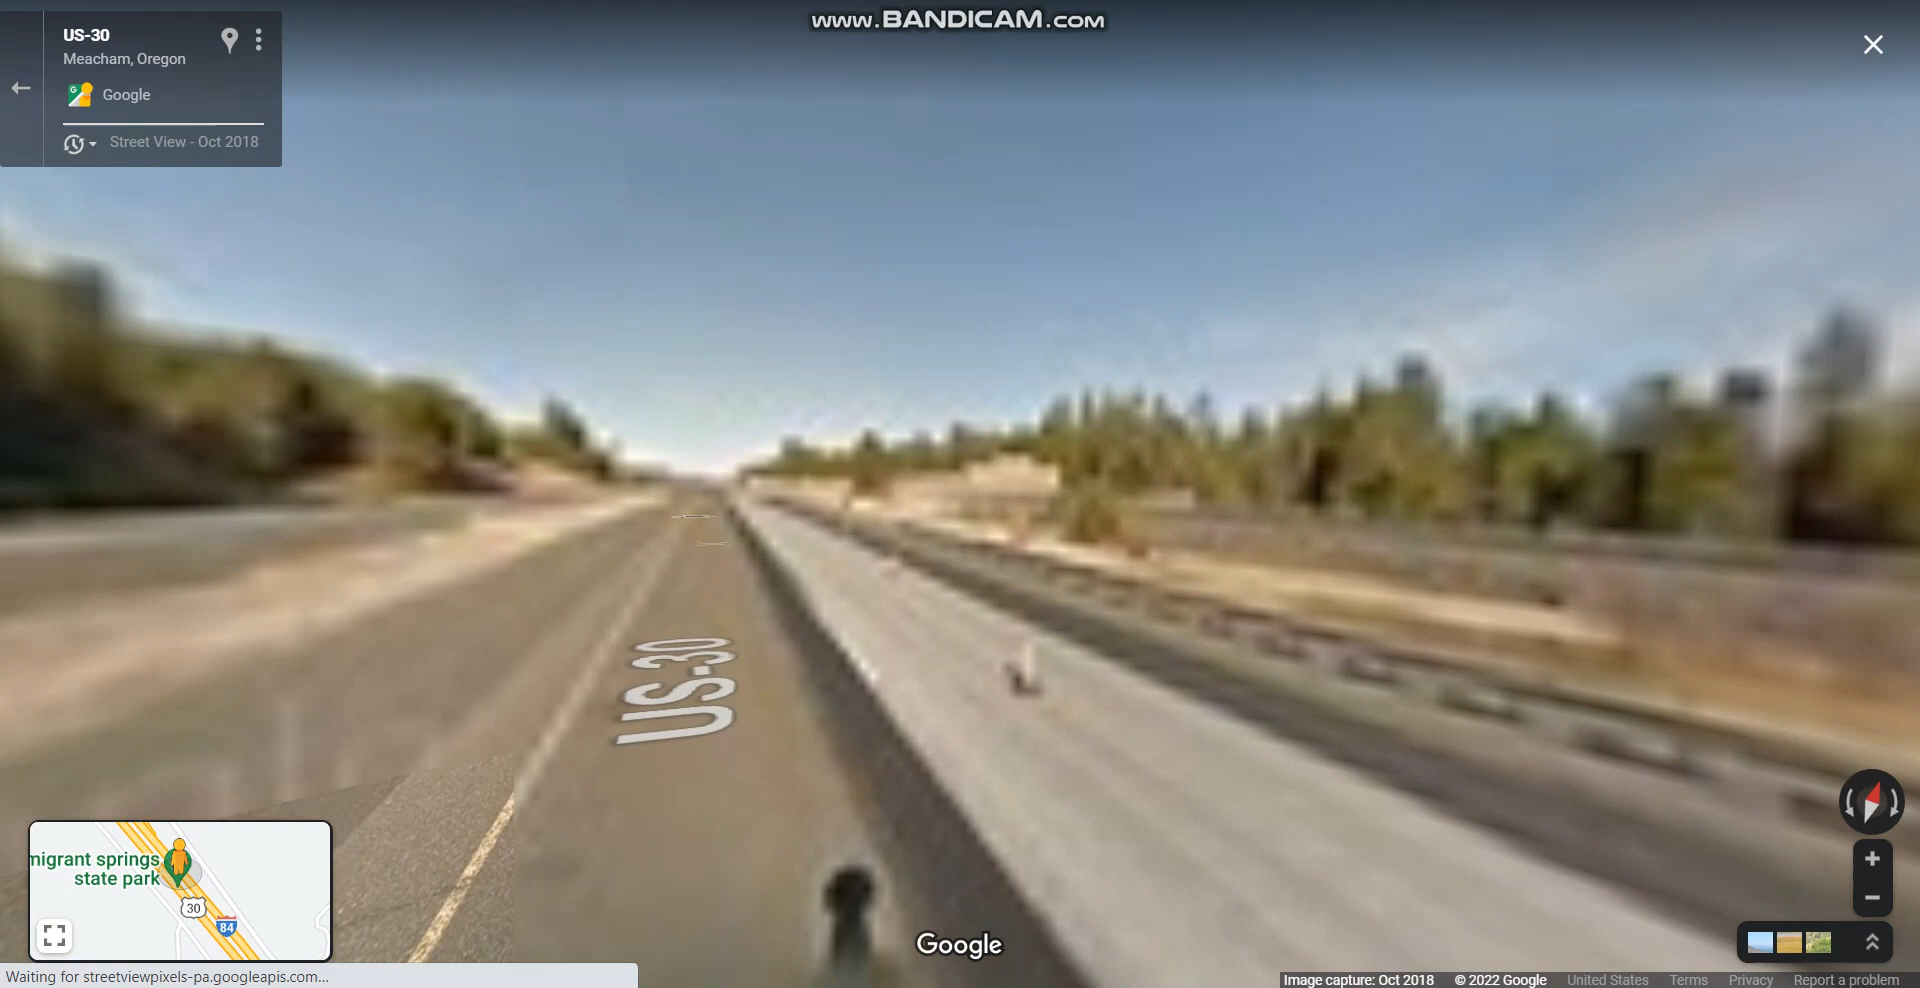 www.BANDICAM.com
US-30
Meacham, Oregon
Google
Street View - Oct 2018
US-30
migrant springs
state park
30
84
Google
Waiting for streetviewpixels-pa.googleapis.com...
Image capture: Oct 2018 © 2022 Google United States Terms Privacy Report a problem